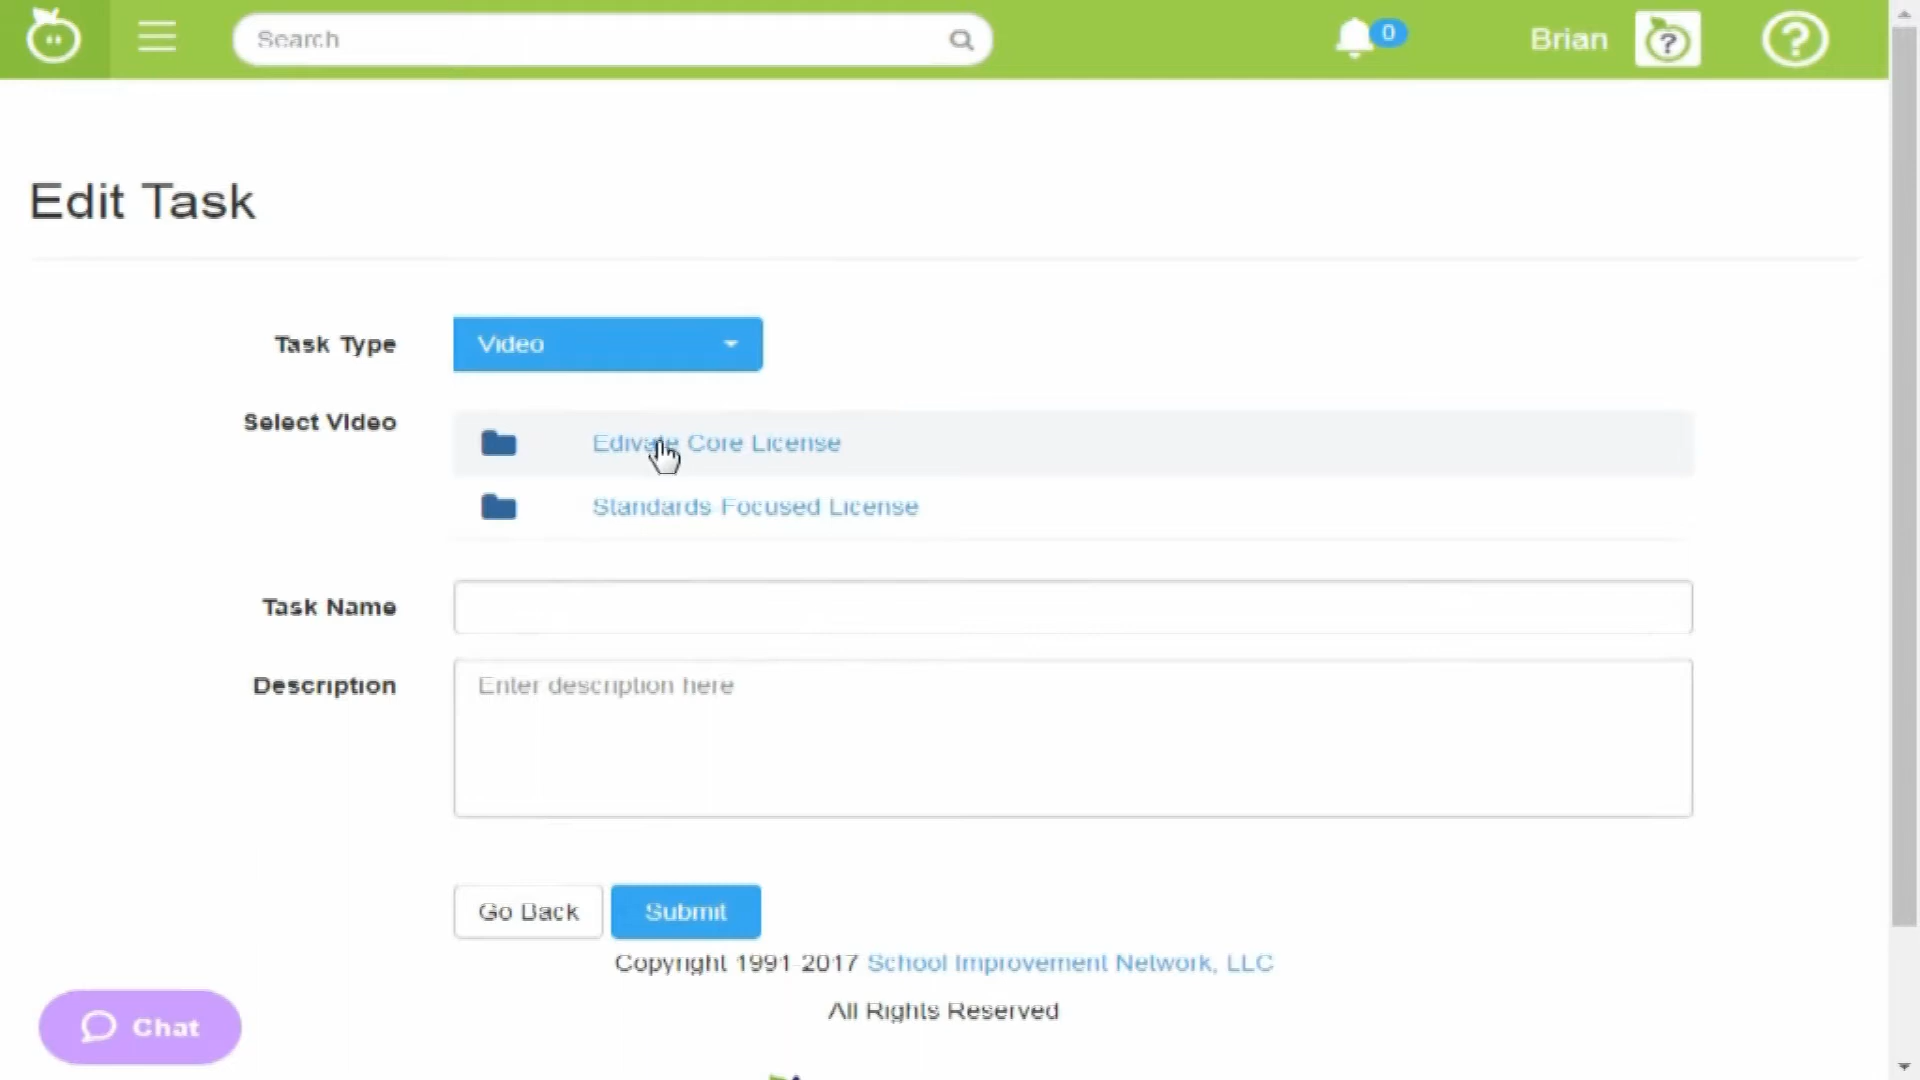 Search
0
Brian
Edit Task
Task Type
Video
Select Video
Edivate Core License
Standards Focused License
Task Name
Description
Enter description here
Go Back
Submit
Copyright 1991 2017 School Improvement Network, LLC
All Rights Reserved
Chat